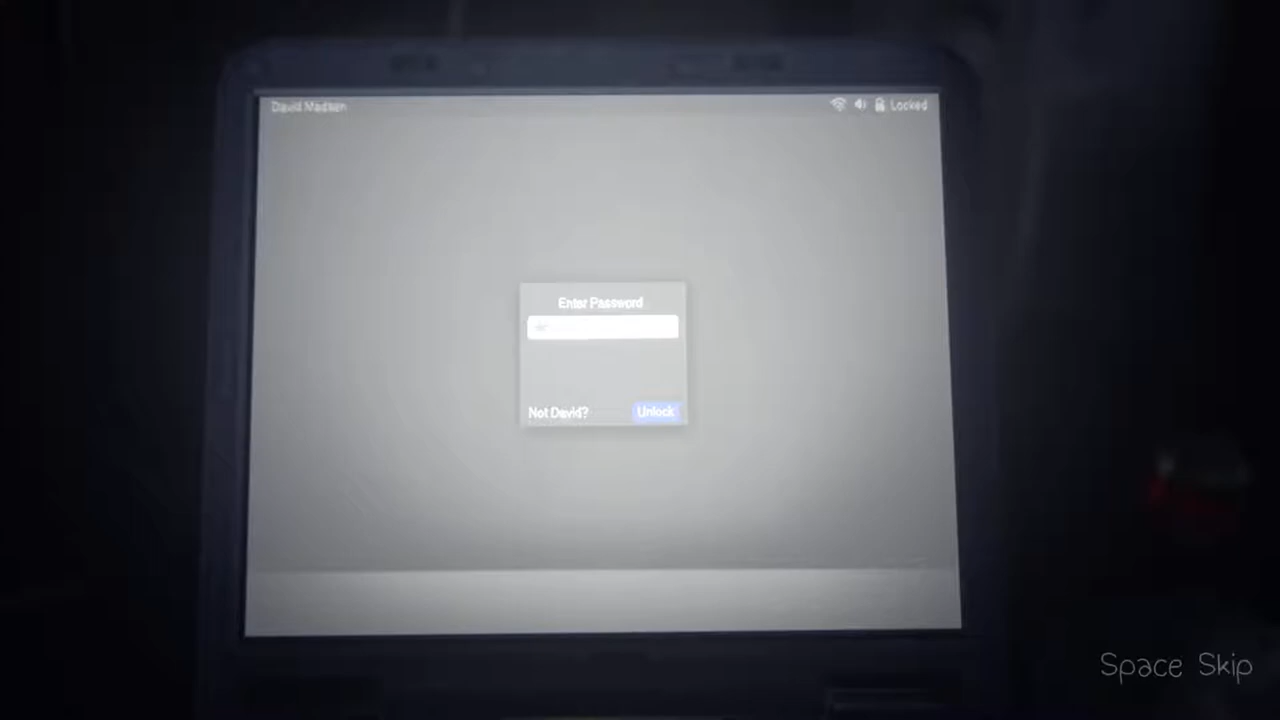 David Madsen
Locked
Enter Password
Not David?
Unlock
Space Skip